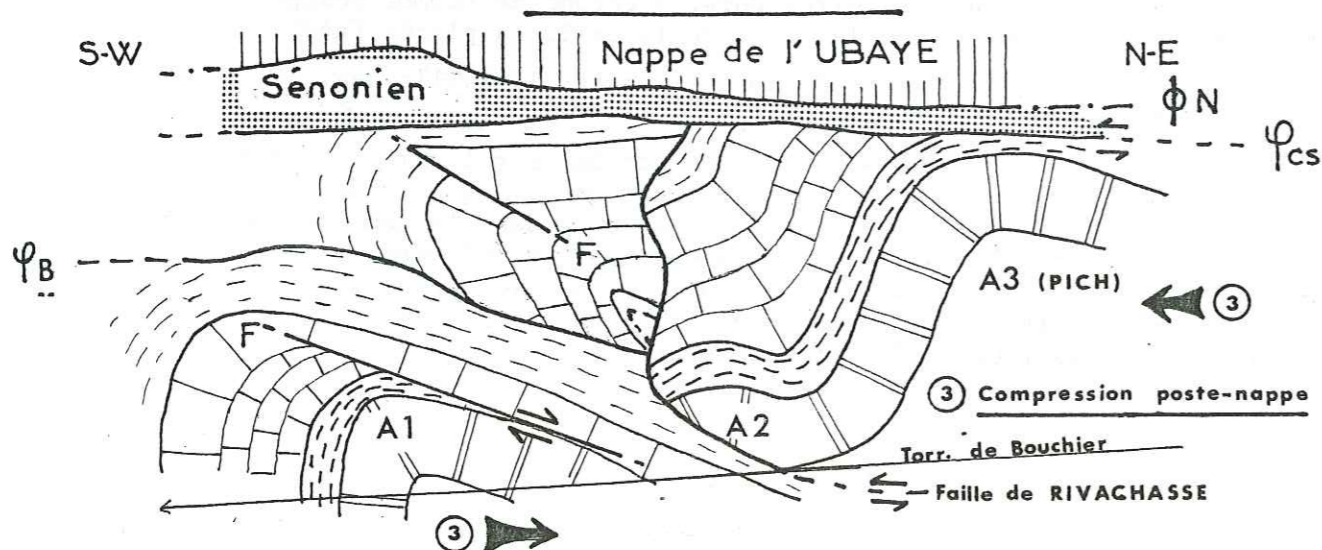 S-W
Nappe de l'UBAYE
N-E
Sénonien
ϕN
φcs
F
φB
A3 (PICH)
3
F
3 Compression poste-nappe
A1
A2
Torr. de Bouchier
Faille de RIVACHASSE
3